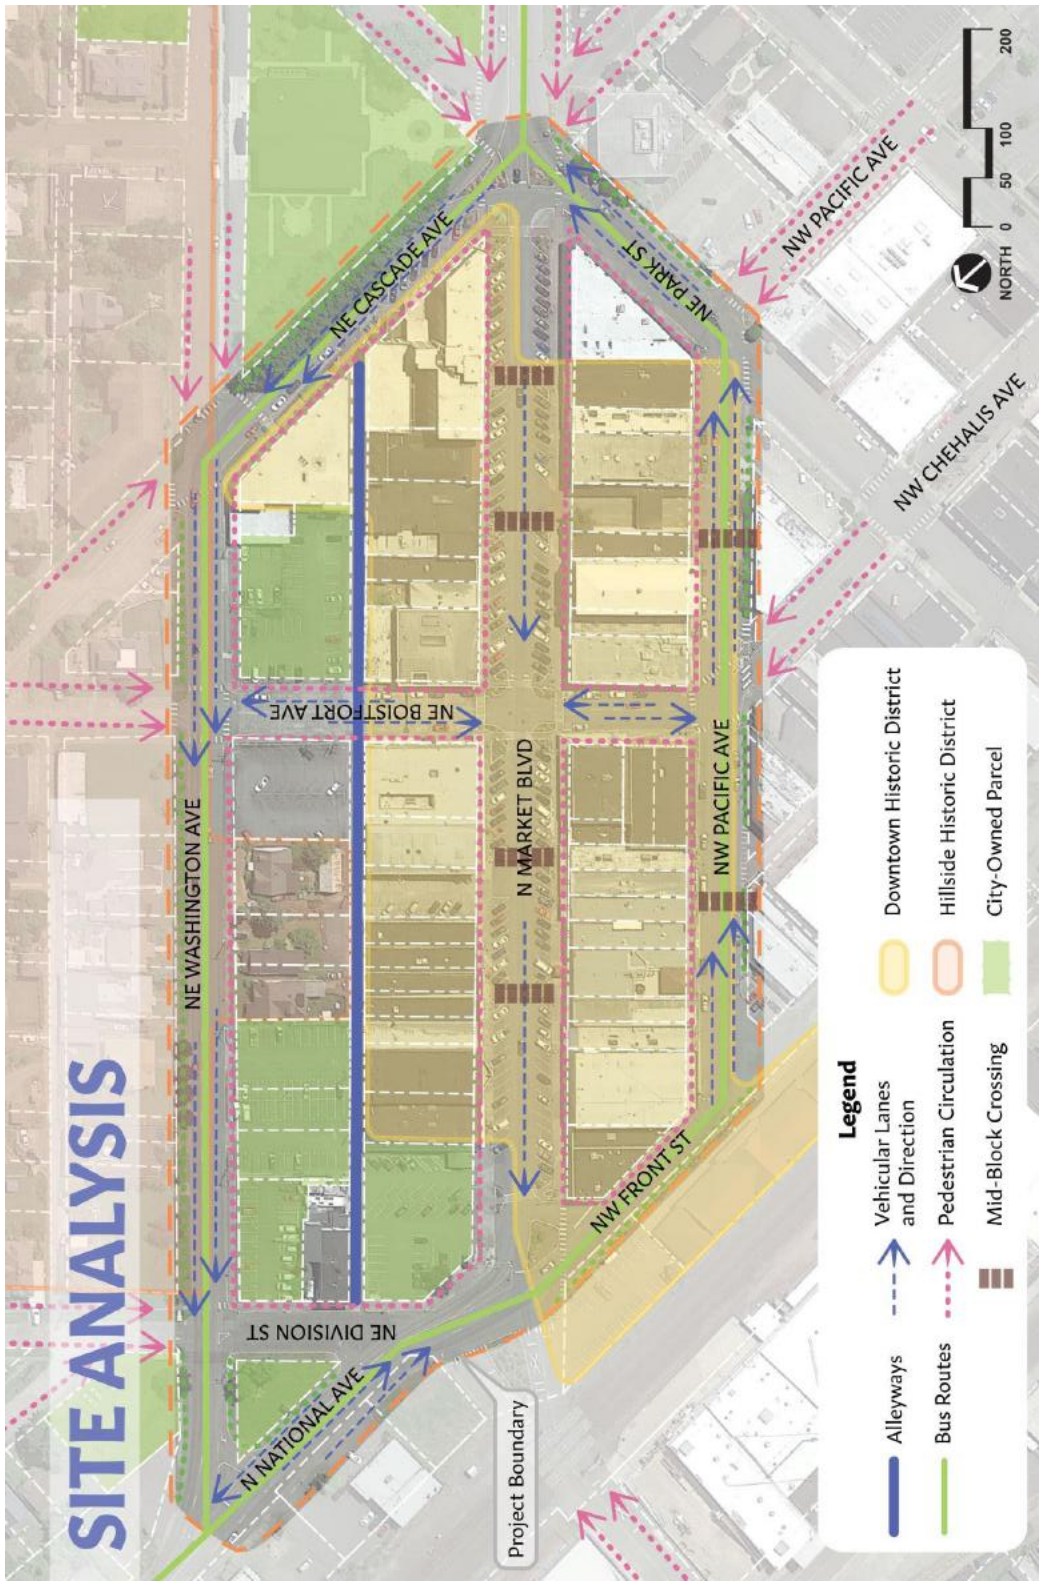 SITE ANALYSIS
NE WASHINGTON AVE
NE CASCADE AVE
NE BOISTFORT AVE
NE DIVISION ST
N NATIONAL AVE
N MARKET BLVD
NE PARK ST
NW PACIFIC AVE
NW FRONT ST
NW PACIFIC AVE
NW CHEHALIS AVE
Project Boundary
NORTH
0 50 100 200
Legend
Alleyways
Bus Routes
Vehicular Lanes
and Direction
Pedestrian Circulation
Mid-Block Crossing
Downtown Historic District
Hillside Historic District
City-Owned Parcel